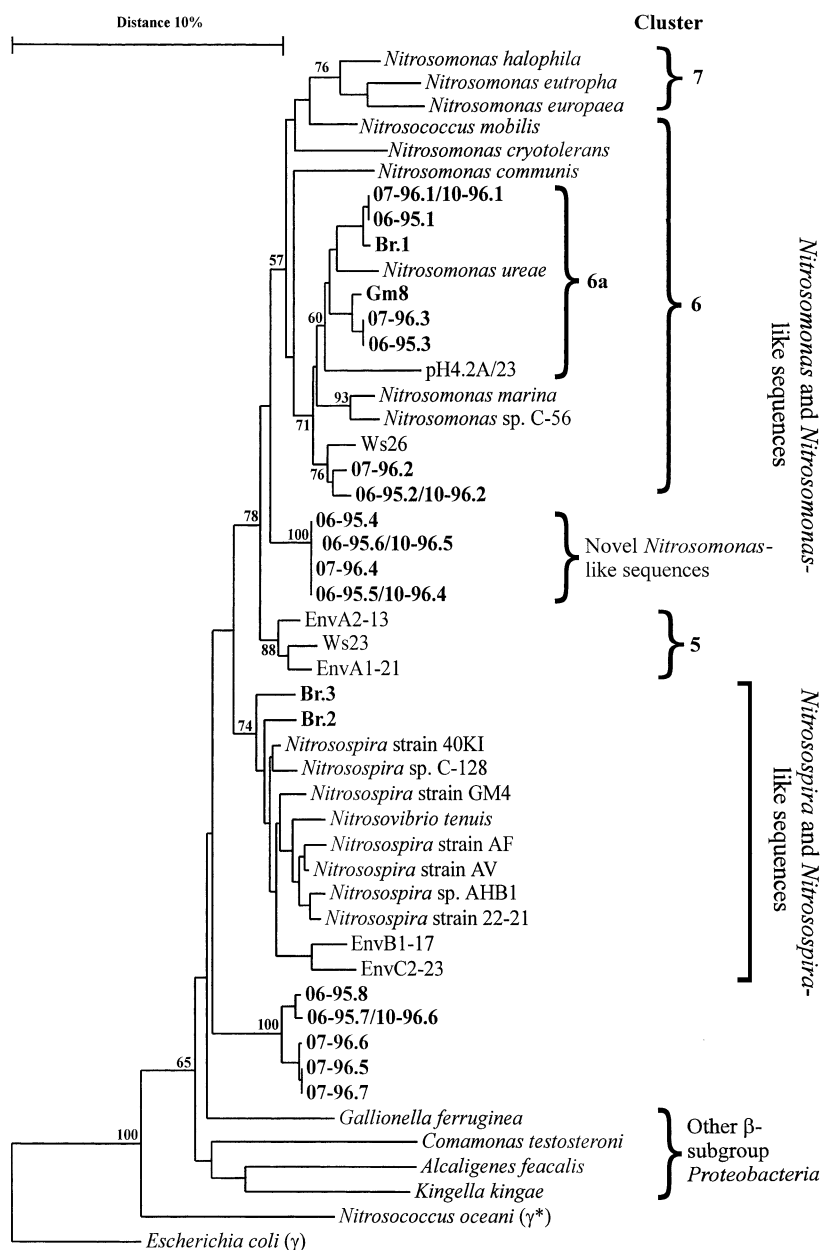 Distance 10%
Cluster
76
Nitrosomonas halophila
Nitrosomonas eutropha
Nitrosomonas europaea
7
Nitrosococcus mobilis
Nitrosomonas cryotolerans
Nitrosomonas communis
07-96.1/10-96.1
06-95.1
Br.1
Nitrosomonas ureae
57
6a
Gm8
07-96.3
06-95.3
60
6
pH4.2A/23
93
Nitrosomonas marina
Nitrosomonas sp. C-56
71
Ws26
76
07-96.2
06-95.2/10-96.2
Nitrosomonas and Nitrosomonas-
like sequences
78
06-95.4
100
06-95.6/10-96.5
07-96.4
06-95.5/10-96.4
Novel Nitrosomonas-
like sequences
EnvA2-13
88
Ws23
EnvA1-21
5
Br.3
74
Br.2
Nitrosospira strain 40KI
Nitrosospira sp. C-128
Nitrosospira strain GM4
Nitrosovibrio tenuis
Nitrosospira strain AF
Nitrosospira strain AV
Nitrosospira sp. AHB1
Nitrosospira strain 22-21
EnvB1-17
EnvC2-23
Nitrosospira and Nitrosospira-
like sequences
06-95.8
100
06-95.7/10-96.6
07-96.6
07-96.5
07-96.7
65
Gallionella ferruginea
100
Comamonas testosteroni
Alcaligenes feacalis
Kingella kingae
Other β-
subgroup
Proteobacteria
Nitrosococcus oceani (γ*)
Escherichia coli (γ)